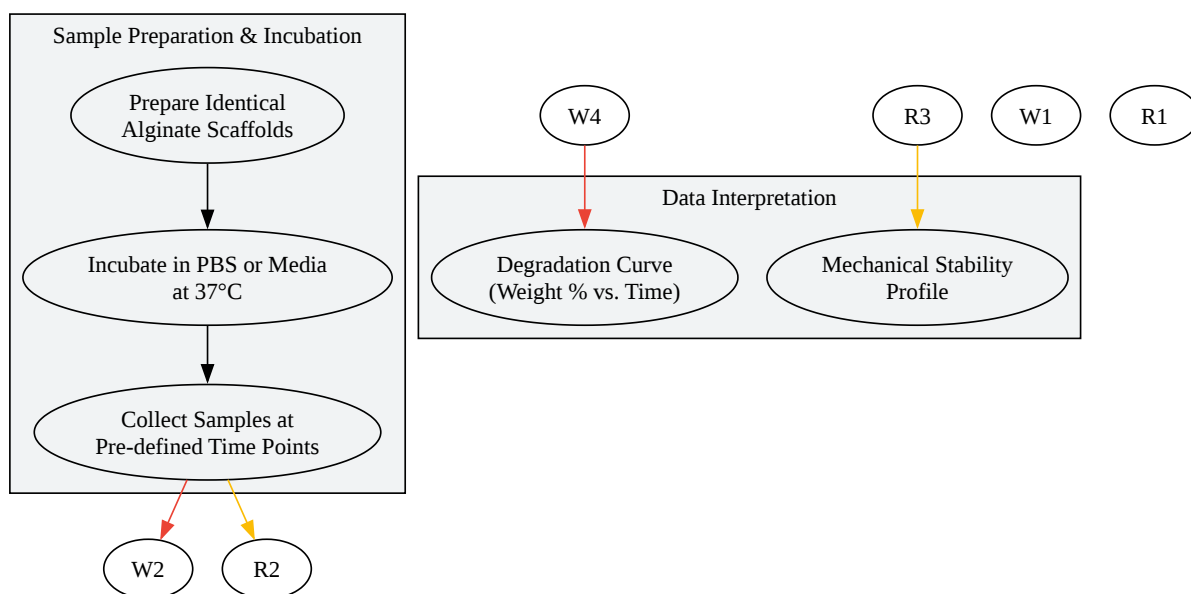 Sample Preparation & Incubation
Prepare Identical
Alginate Scaffolds
Incubate in PBS or Media
at 37°C
Collect Samples at
Pre-defined Time Points
W2
R2
W4
R3
W1
R1
Data Interpretation
Degradation Curve
(Weight % vs. Time)
Mechanical Stability
Profile